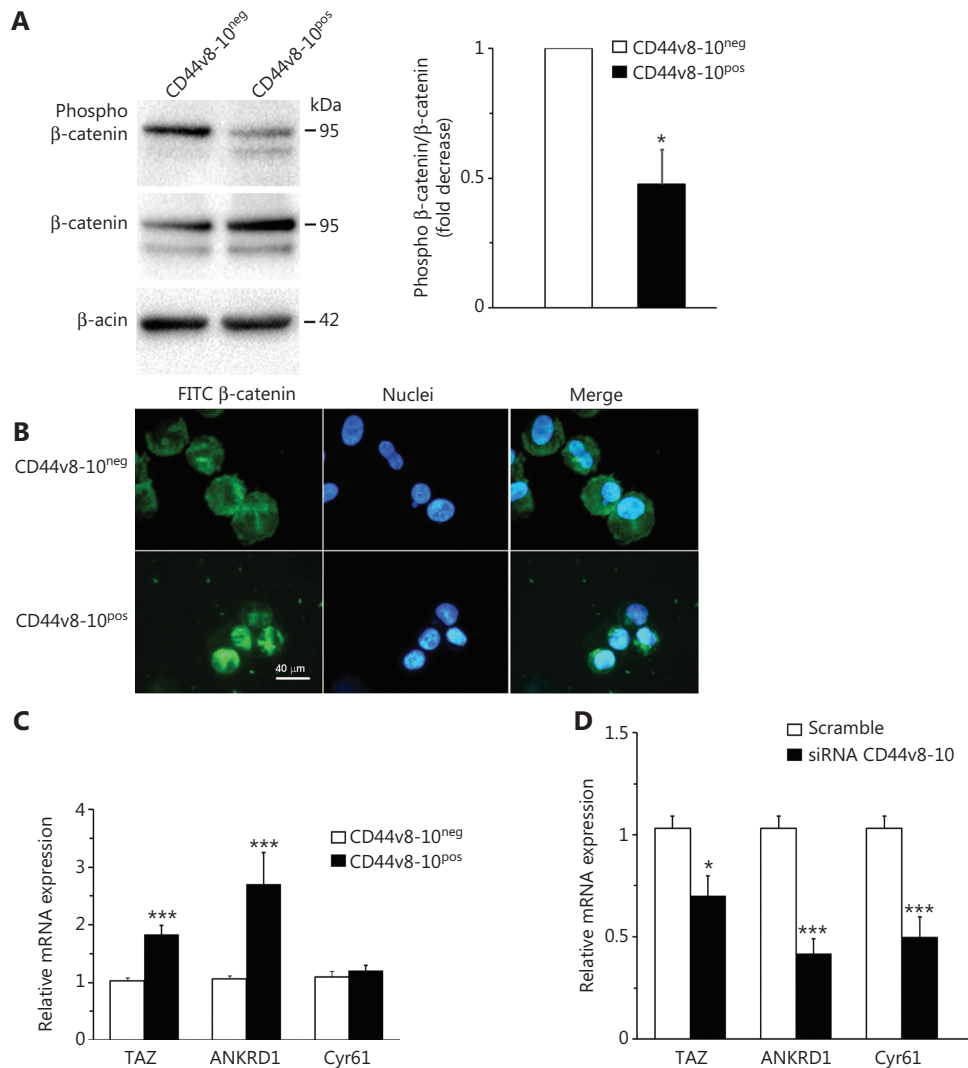 A
CD44v8-10neg
CD44v8-10pos
kDa
Phospho
β-catenin
95
β-catenin
95
β-acin
42
Phospho β-catenin/β-catenin
(fold decrease)
1
0.5
0
CD44v8-10neg
CD44v8-10pos
*
B
FITC β-catenin
Nuclei
Merge
CD44v8-10neg
CD44v8-10pos
40 µm
C
Relative mRNA expression
4
3
2
1
0
CD44v8-10neg
CD44v8-10pos
***
***
TAZ
ANKRD1
Cyr61
D
Relative mRNA expression
1.5
1
0.5
0
Scramble
siRNA CD44v8-10
*
***
***
TAZ
ANKRD1
Cyr61